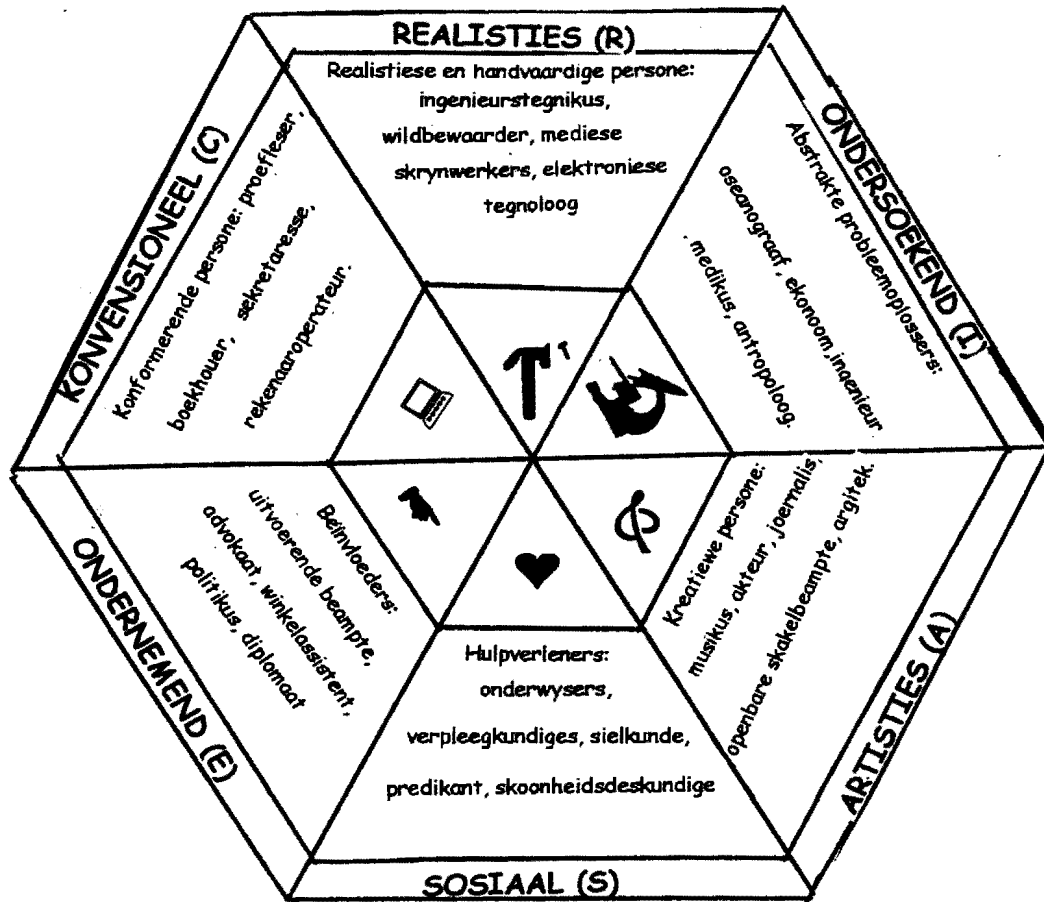 REALISTIES (R)
Realistiese en handvaardige persone:
ingenieurstegnikus,
wildbewaarder, mediese
skrynwerkers, elektroniese
tegnoloog
ONDERSOEKEND (I)
Abstrakte probleemoplossers:
oseanograaf, ekonoom, ingenieur
, medikus, antropoloog.
ARTISTIES (A)
Kreatiewe persone:
musikus, akteur, joernalis,
openbare skakelbeampte, argitek.
SOSIAAL (S)
Hulpverleners:
onderwysers,
verpleegkundiges, sielkunde,
predikant, skoonheidsdeskundige
ONDERNEMEND (E)
Beïnvloeders:
uitvoerende beampte,
advokaat, winkelassistent,
politikus, diplomaat
KONVENSIONEEL (C)
Konformerende persone: proefleser,
boekhouer, sekretaresse,
rekenaaroperateur.